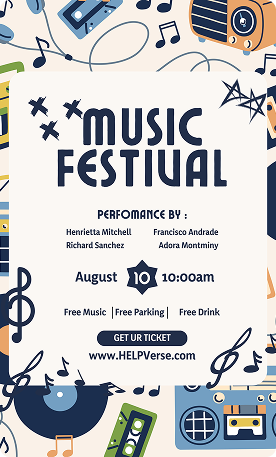 MUSIC
FESTIVAL
PERFOMANCE BY :
Henrietta Mitchell Francisco Andrade
Richard Sanchez Adora Montminy
August 10 10:00am
Free Music | Free Parking | Free Drink
GET UR TICKET
www.HELPVerse.com